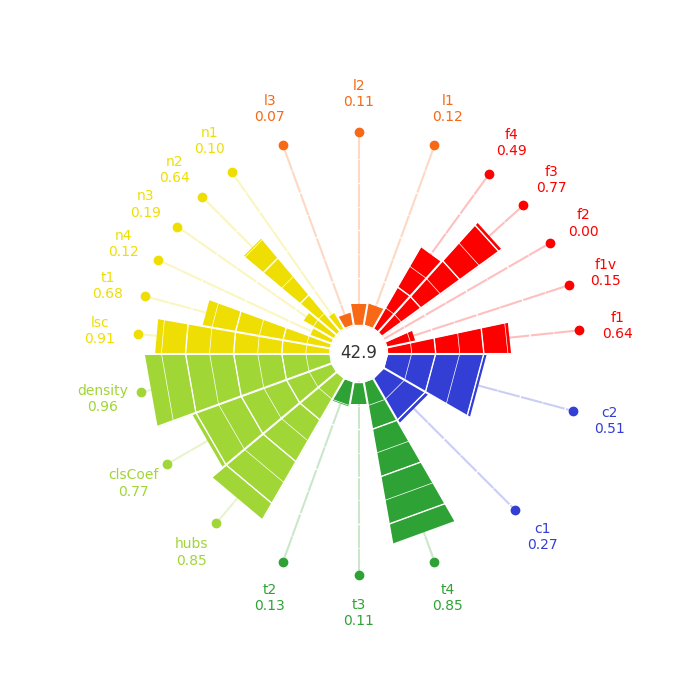 l2
0.11
l3
0.07
l1
0.12
n1
0.10
f4
0.49
n2
0.64
f3
0.77
n3
0.19
f2
0.00
n4
0.12
f1v
0.15
t1
0.68
f1
0.64
lsc
0.91
42.9
density
0.96
c2
0.51
clsCoef
0.77
c1
0.27
hubs
0.85
t2
0.13
t3
0.11
t4
0.85